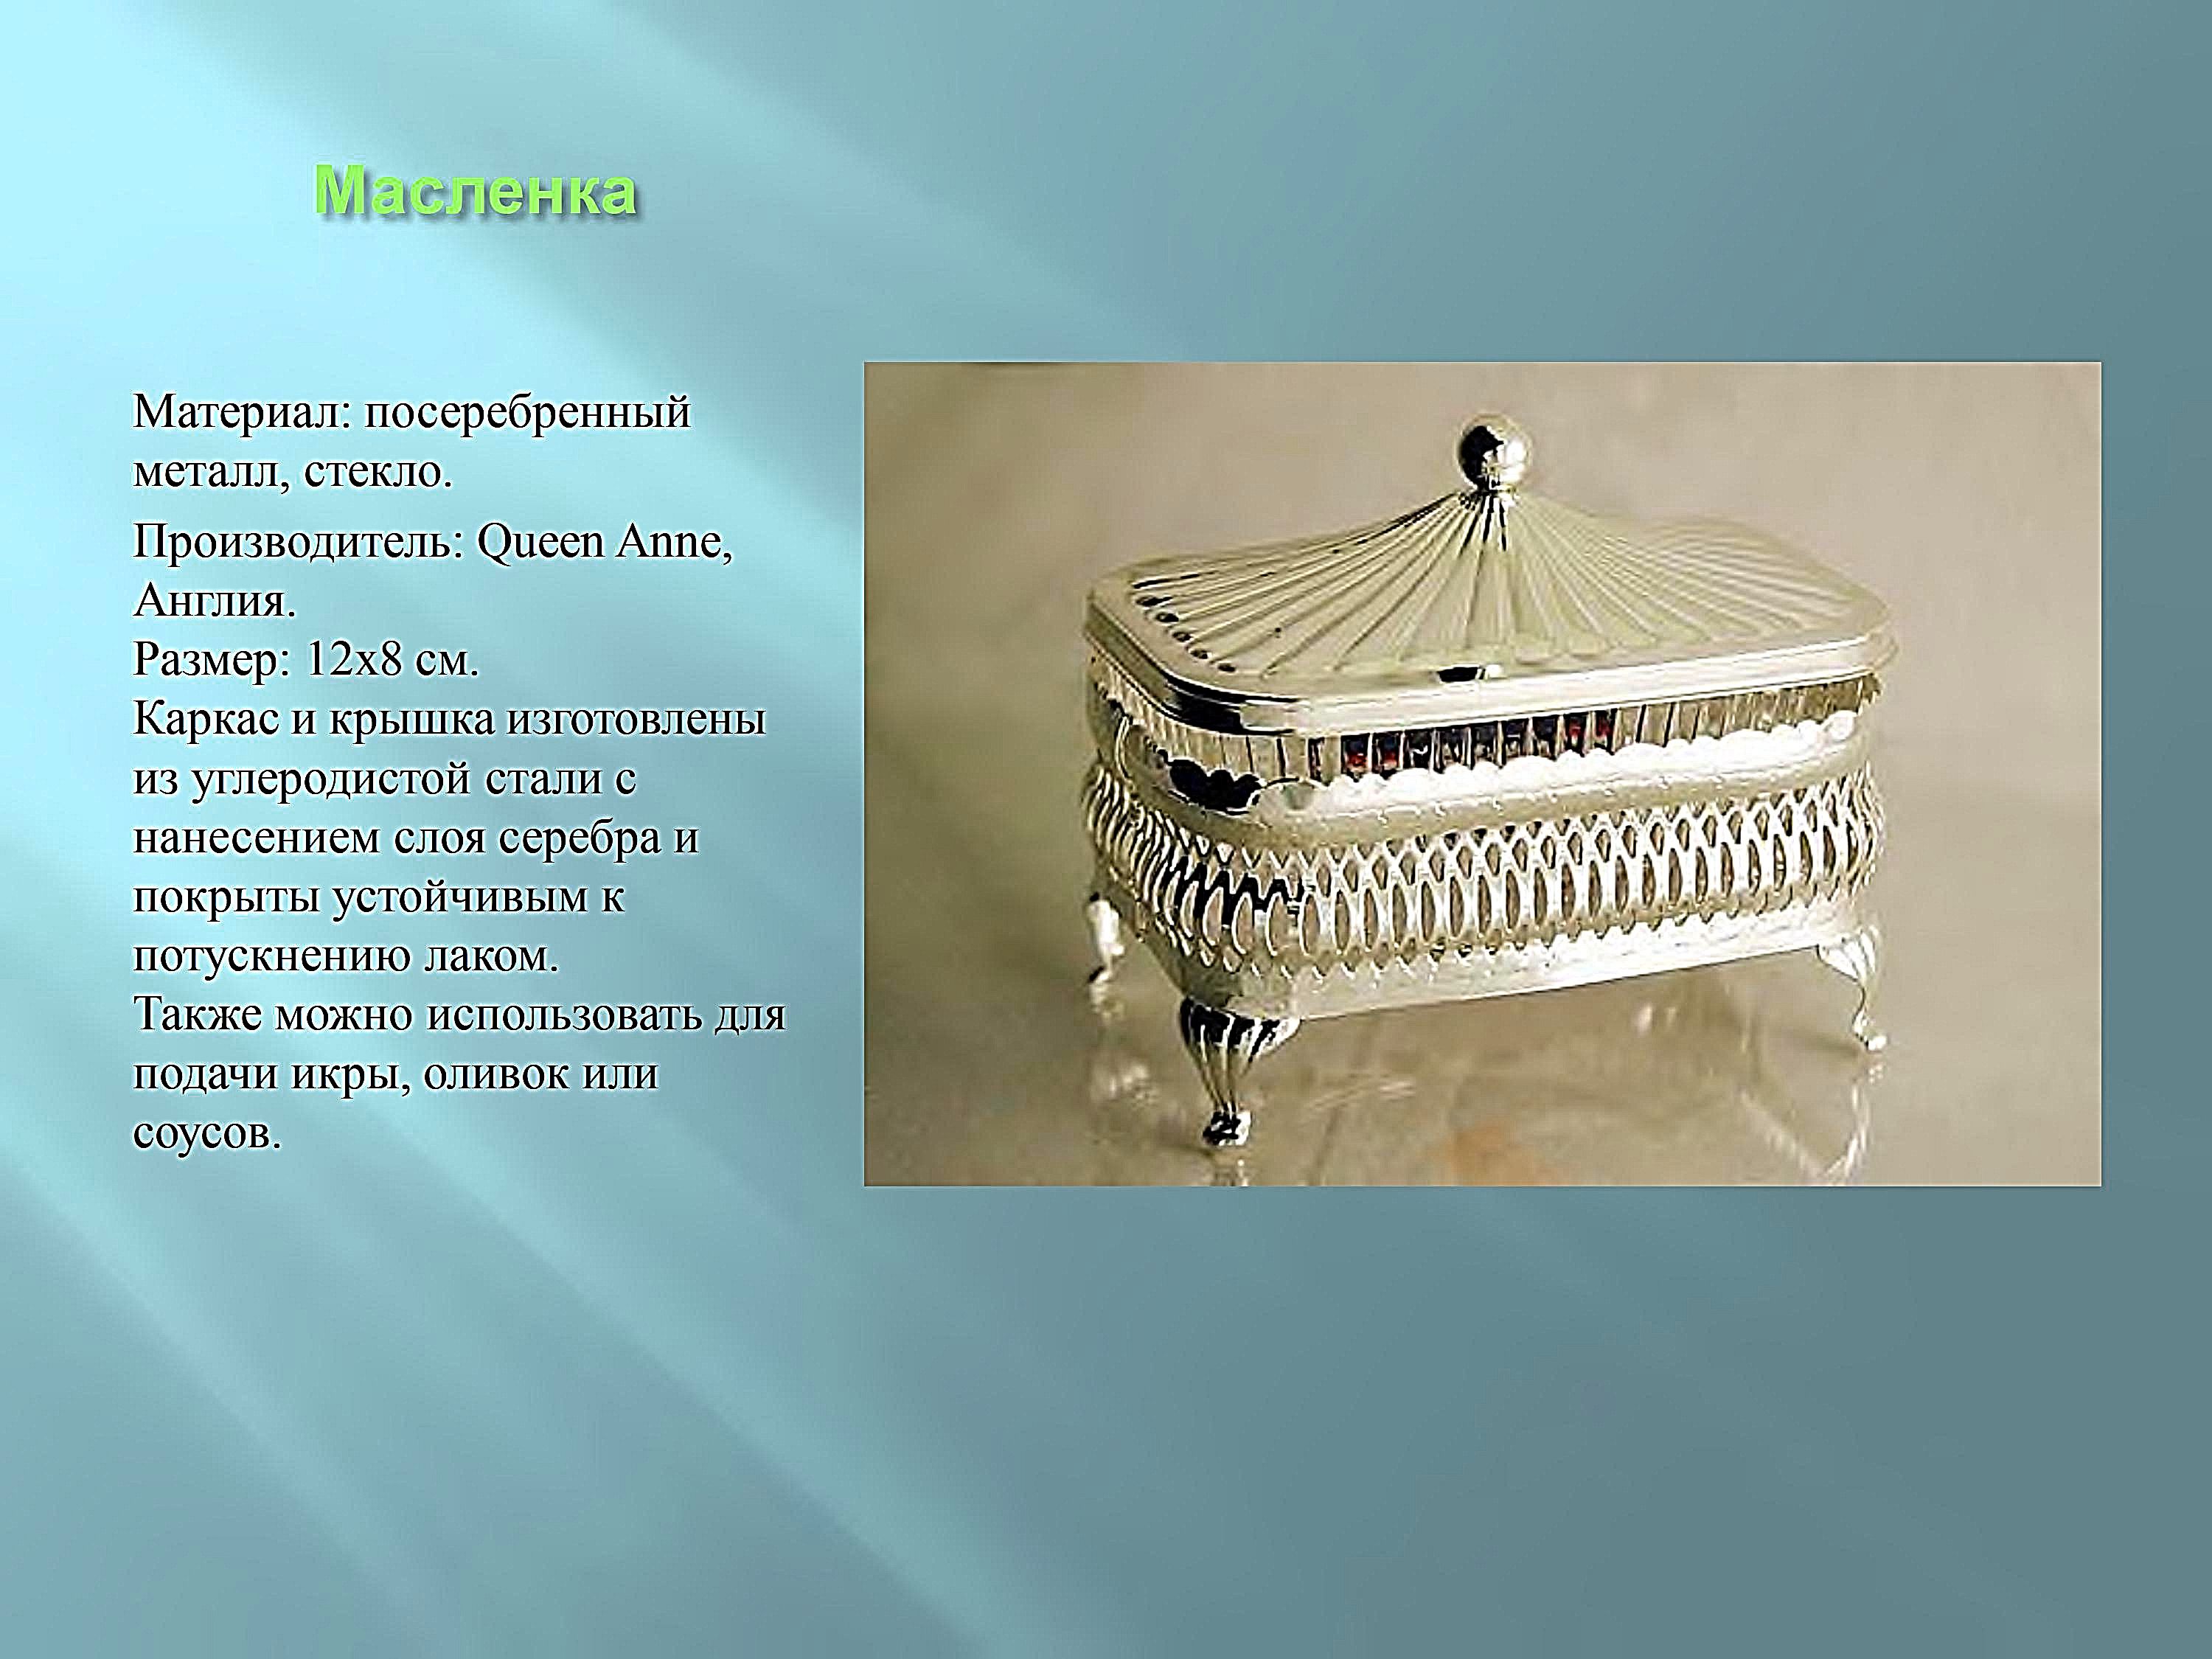 Масленка
Материал: посеребренный
металл, стекло.
Производитель: Queen Anne,
Англия.
Размер: 12х8 см.
Каркас и крышка изготовлены
из углеродистой стали с
нанесением слоя серебра и
покрыты устойчивым к
потускнению лаком.
Также можно использовать для
подачи икры, оливок или
соусов.